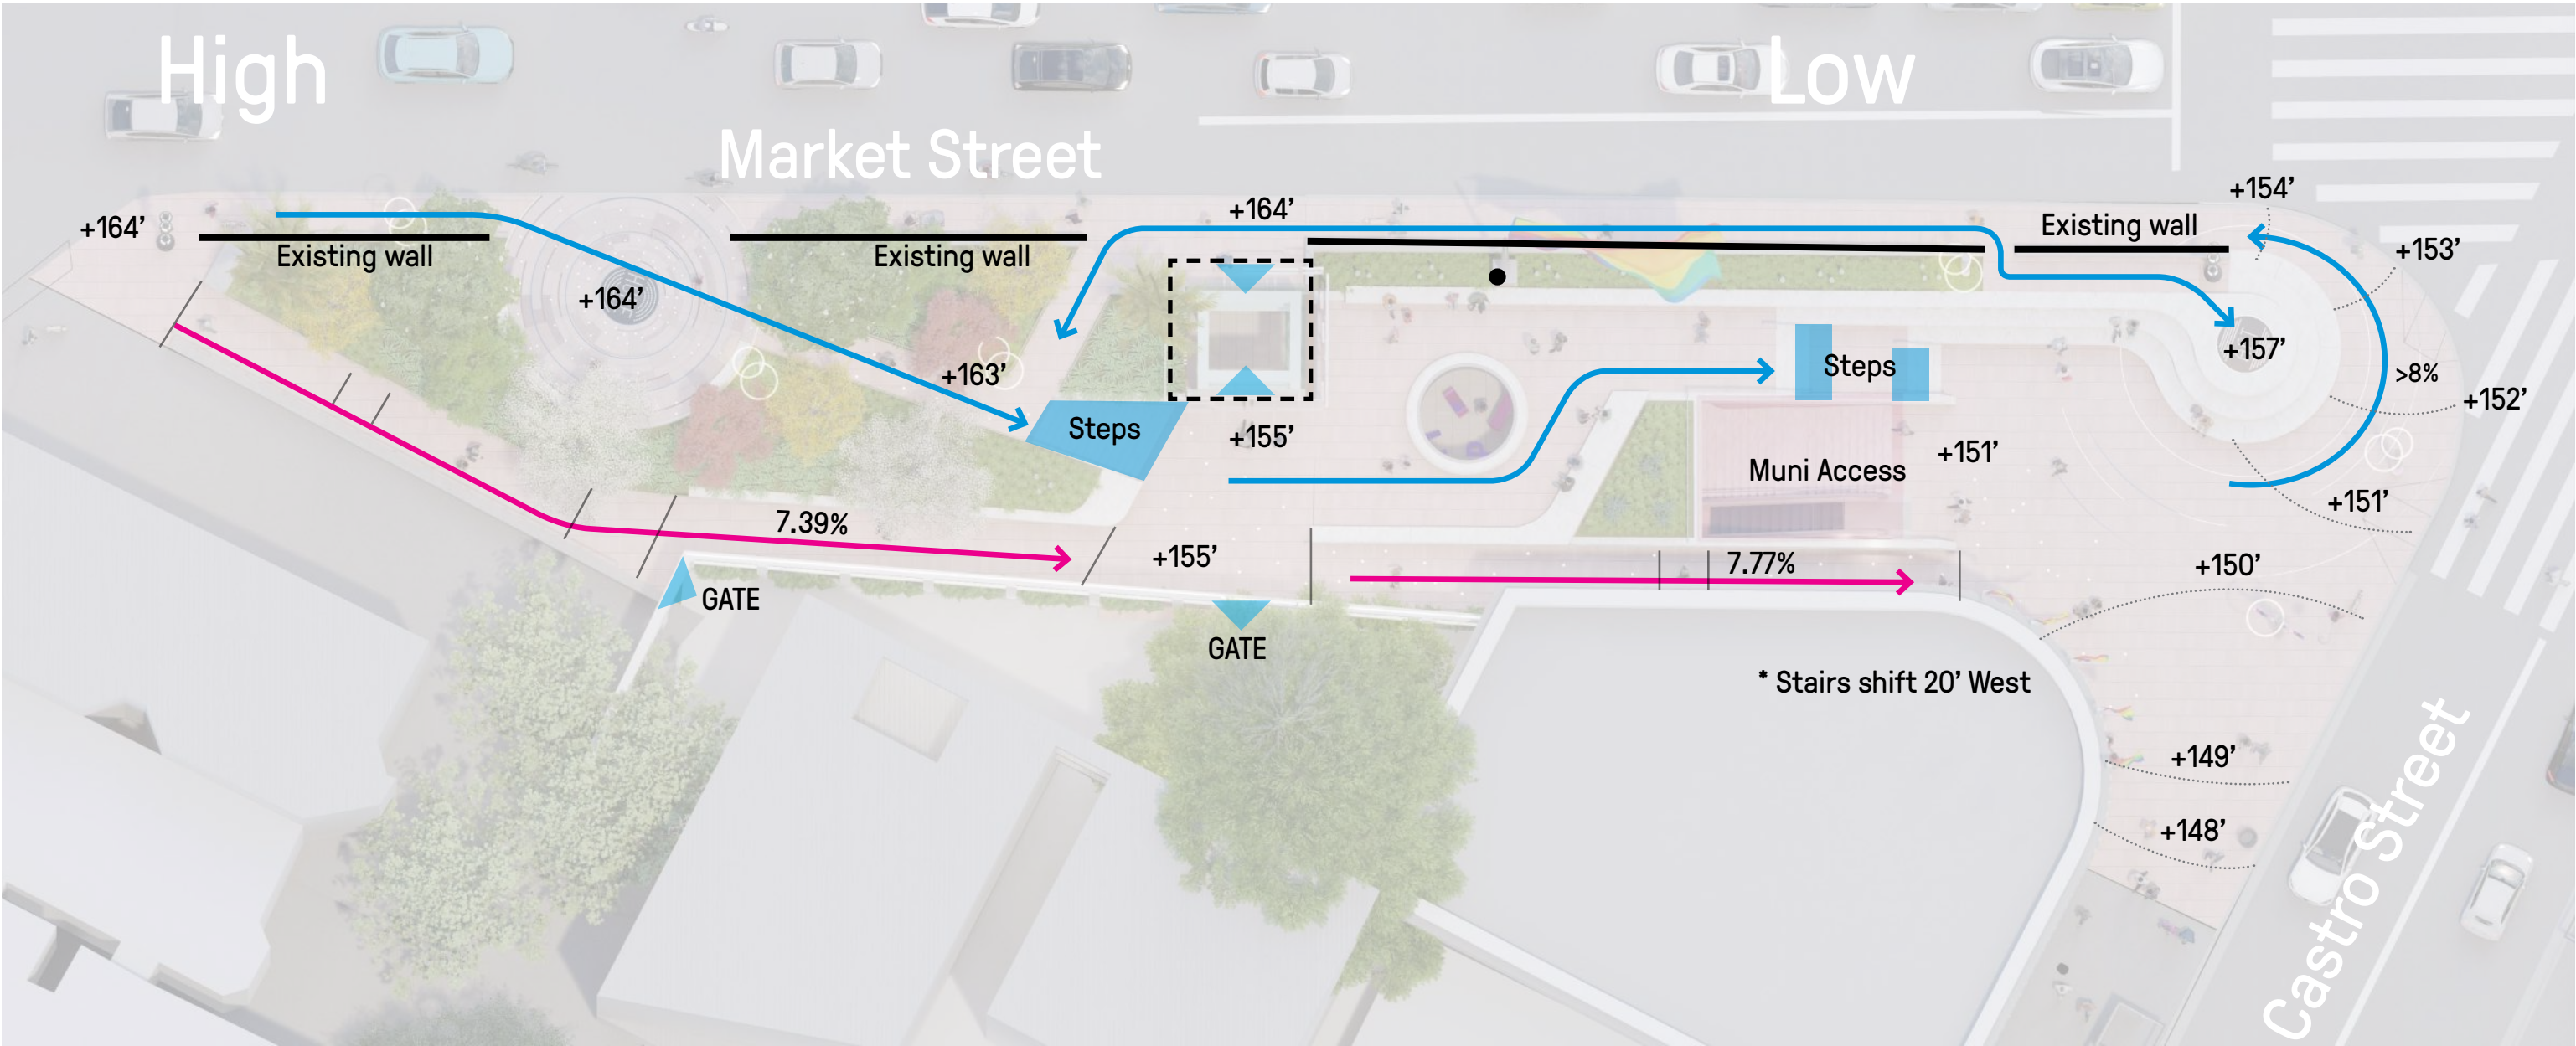 High
Low
Market Street
+164’
+164’
+154’
Existing wall
Existing wall
Existing wall
+153’
+164’
+157’
>8%
+163’
Steps
+152’
Steps
+155’
+151’
Muni Access
+151’
7.39%
+155’
7.77%
+150’
GATE
GATE
* Stairs shift 20’ West
+149’
+148’
Castro Street